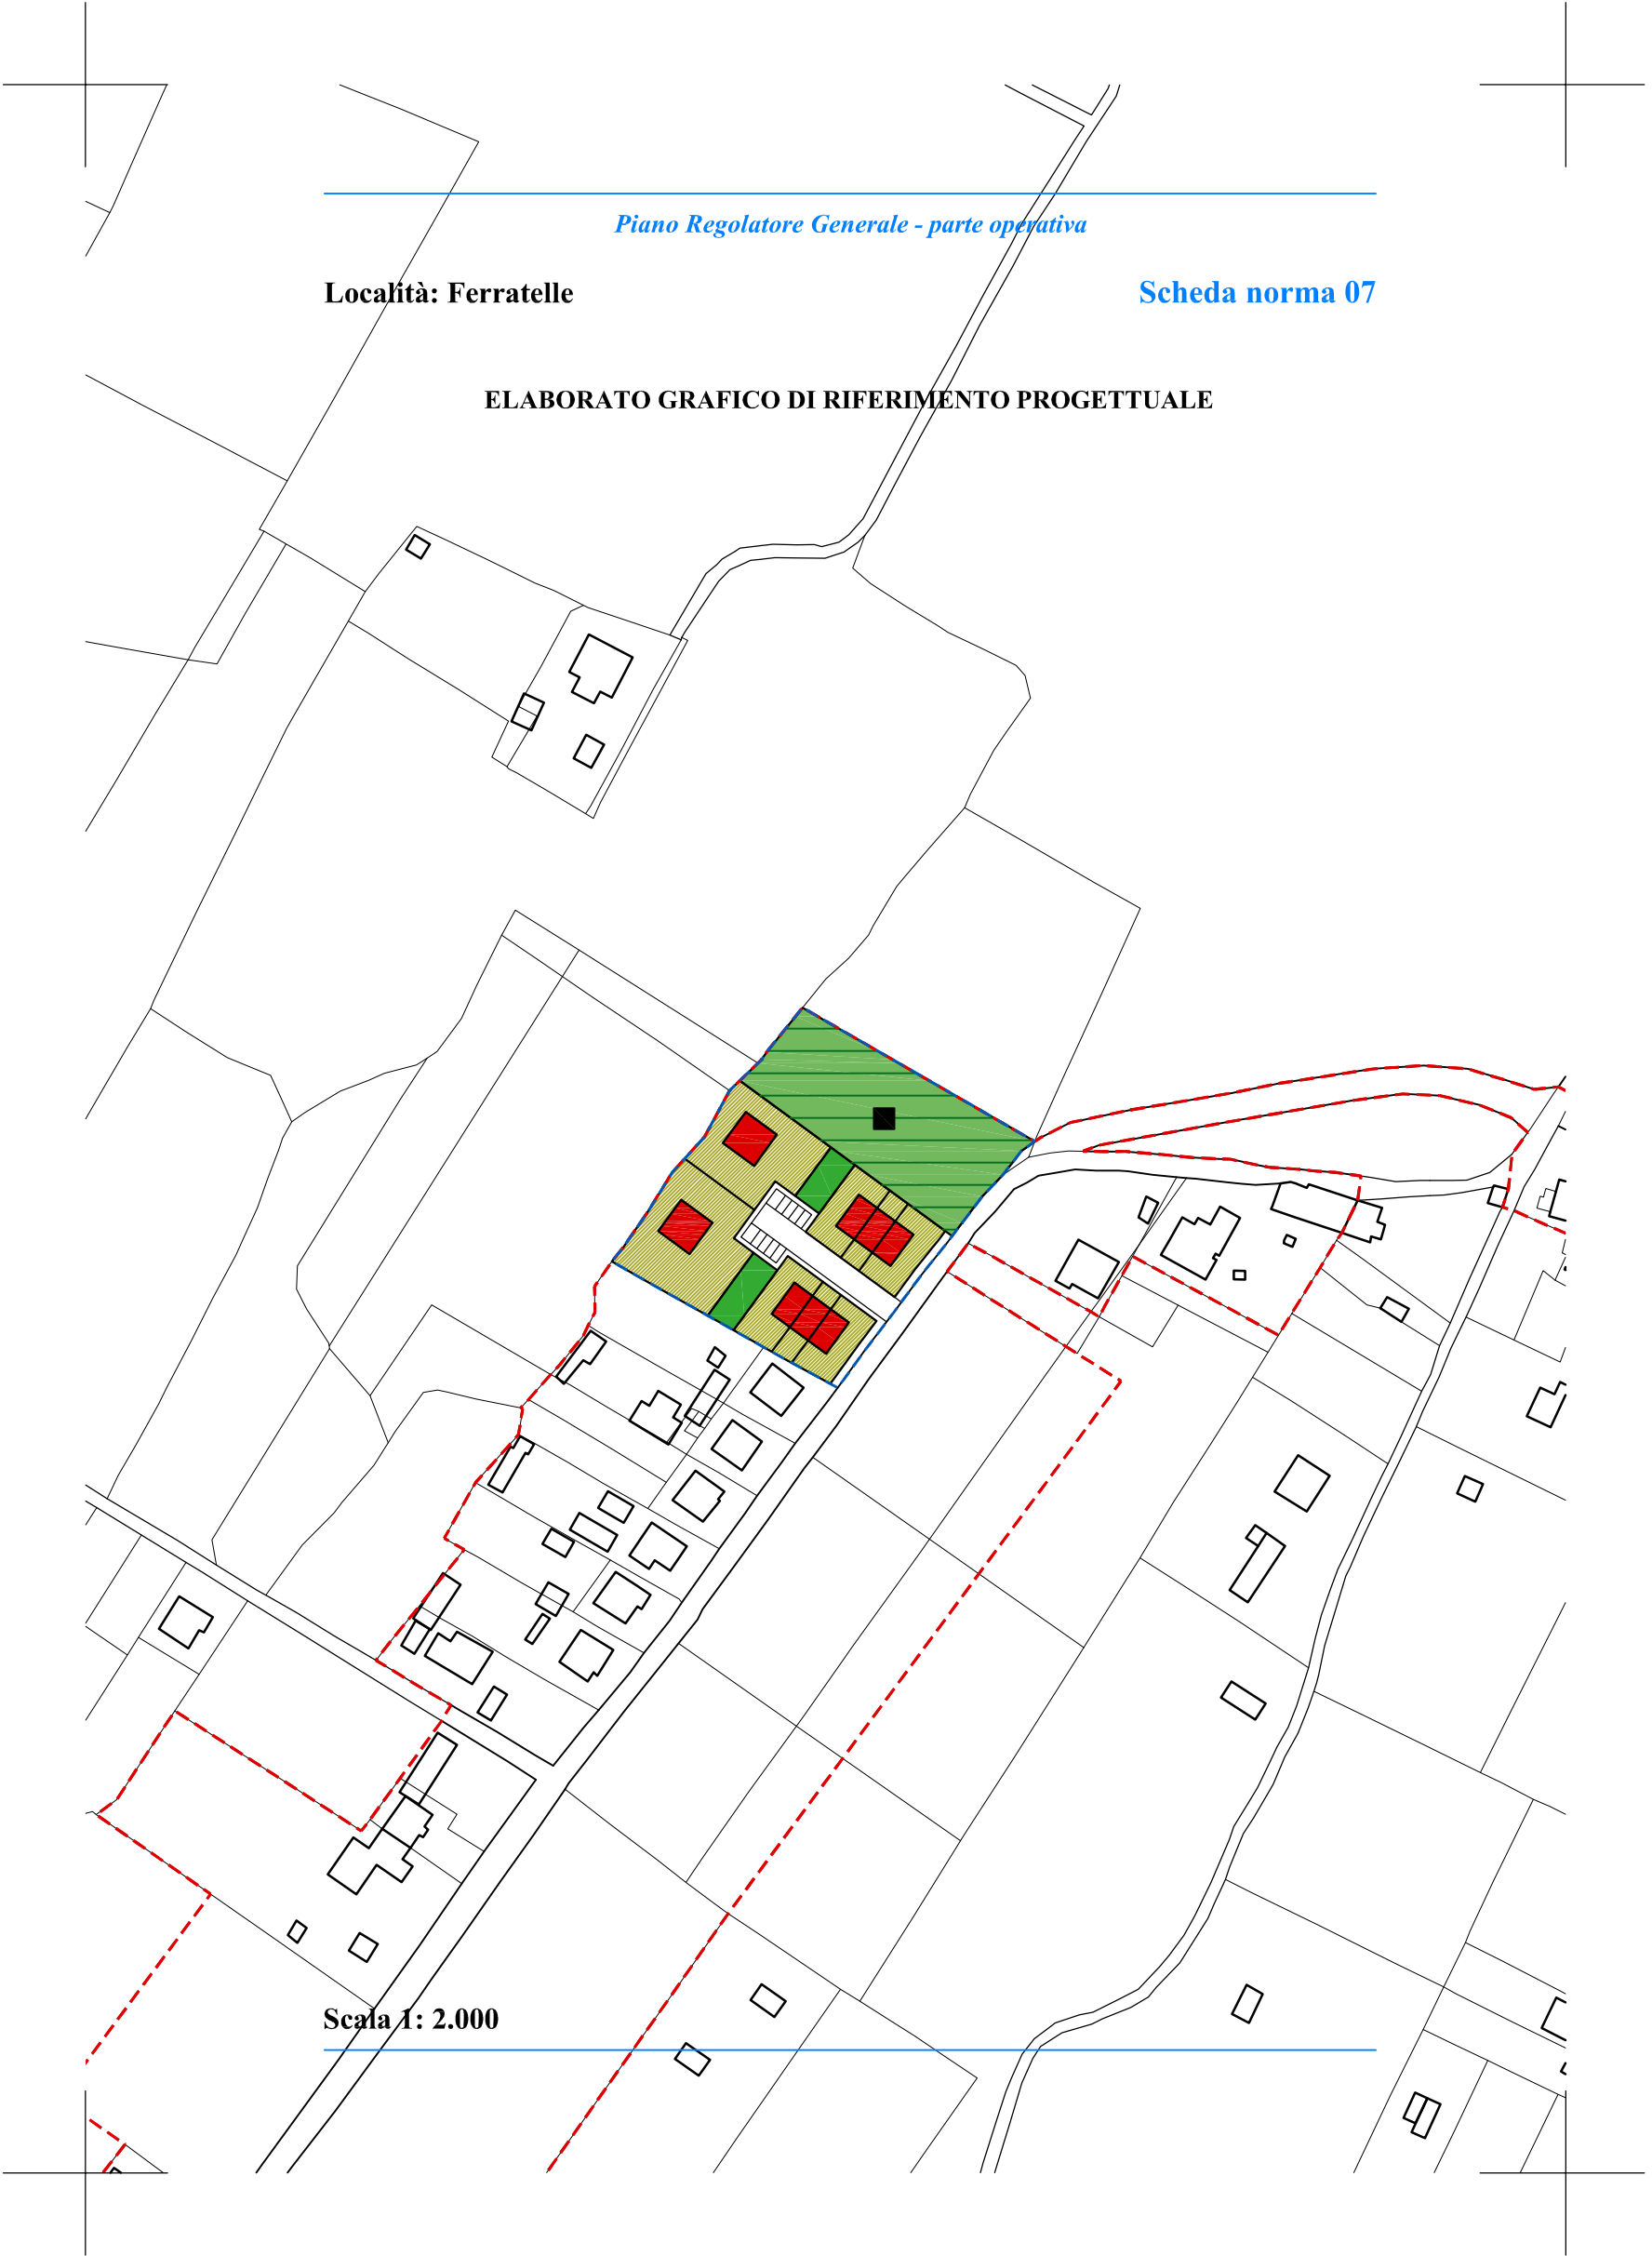 Piano Regolatore Generale - parte operativa
Località: Ferratelle
Scheda norma 07
ELABORATO GRAFICO DI RIFERIMENTO PROGETTUALE
Scala 1: 2.000